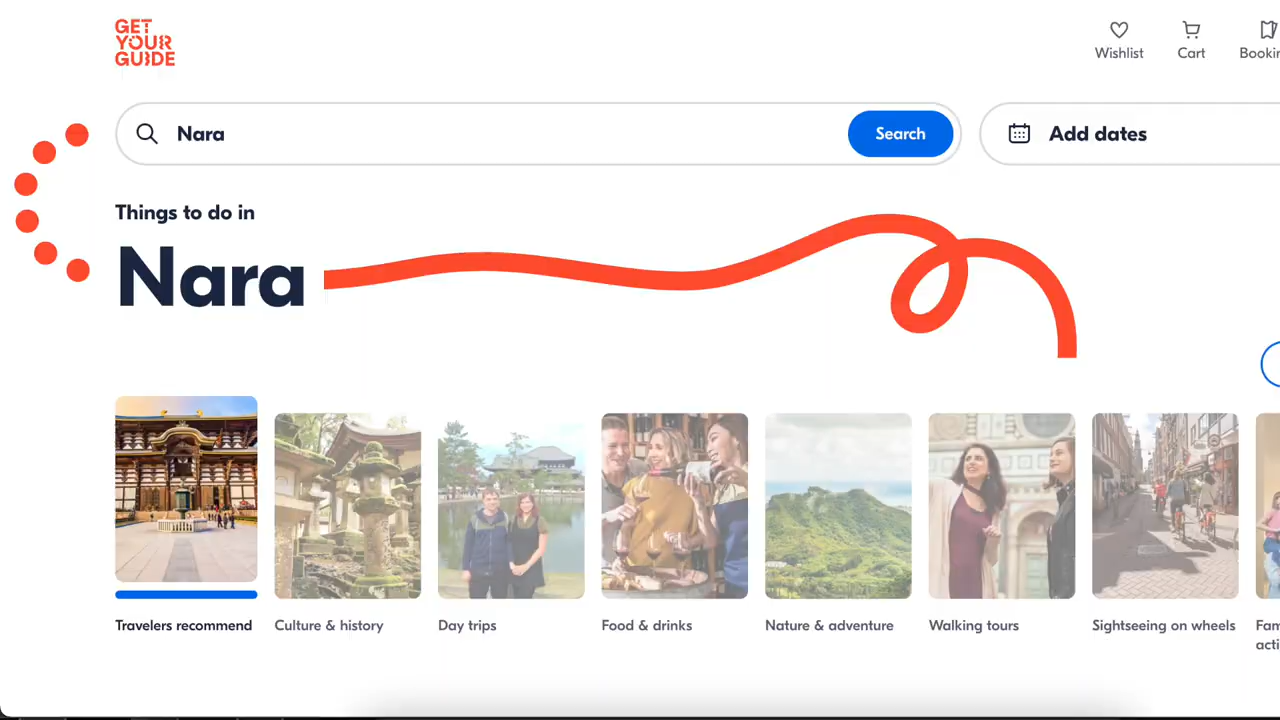 GET
YOUR
GUIDE
Wishlist
Cart
Nara
Search
Add dates
Things to do in
Nara
Travelers recommend
Culture & history
Day trips
Food & drinks
Nature & adventure
Walking tours
Sightseeing on wheels